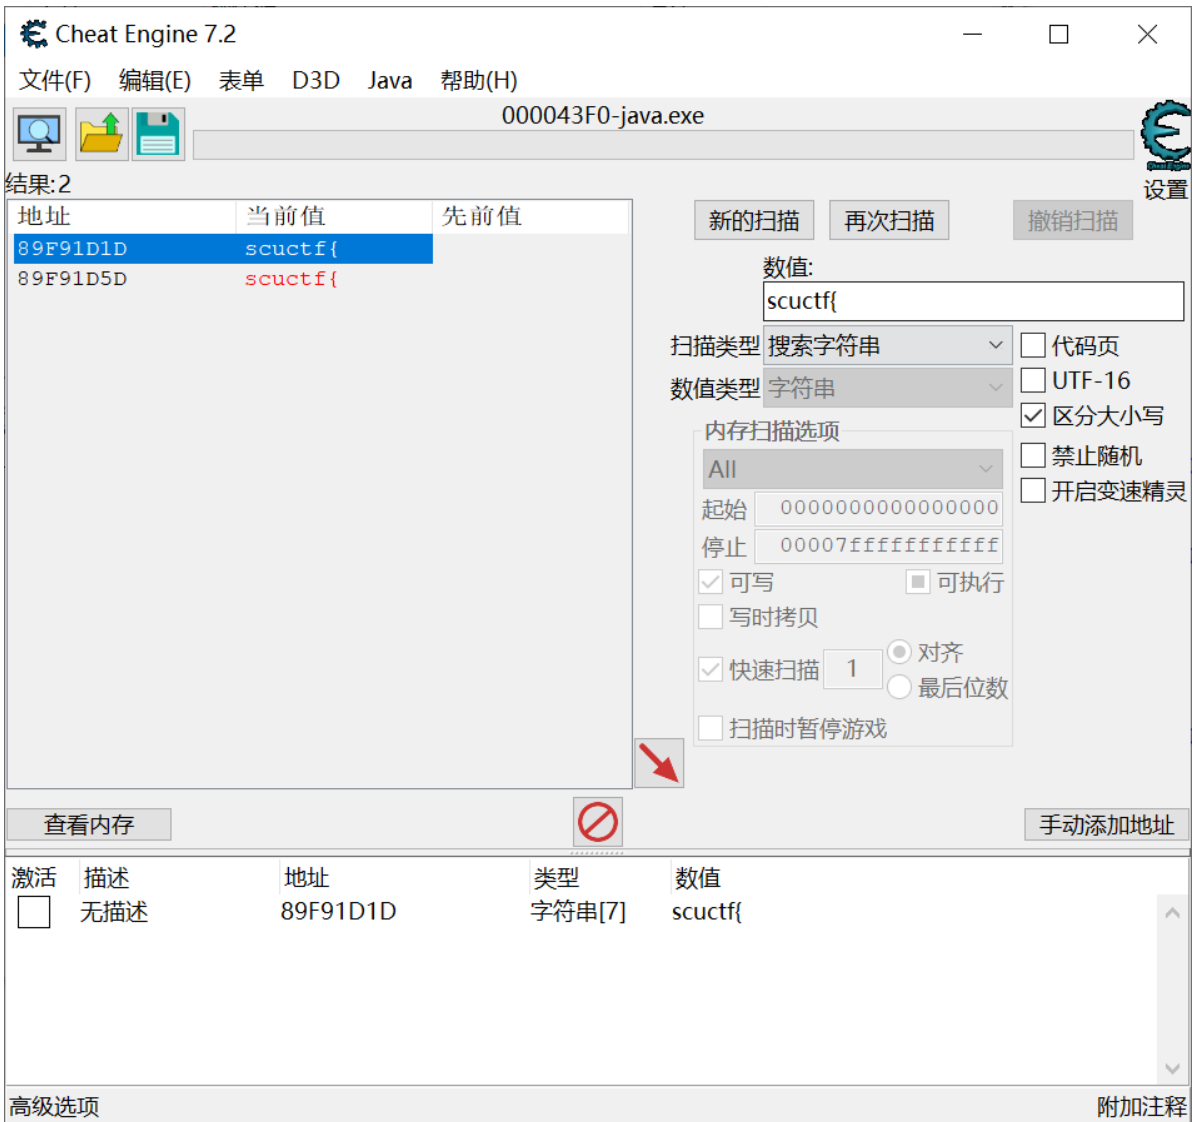 Cheat Engine 7.2
文件(F) 编辑(E) 表单 D3D Java 帮助(H)
000043F0-java.exe
设置
结果:2
地址 当前值 先前值
89F91D1D scuctf{
89F91D5D scuctf{
新的扫描 再次扫描 撤销扫描
数值:
scuctf{
扫描类型 搜索字符串
数值类型 字符串
代码页
UTF-16
区分大小写
禁止随机
开启变速精灵
内存扫描选项
All
起始 0000000000000000
停止 00007fffffffffff
可写 可执行
写时拷贝
快速扫描 1 对齐
最后位数
扫描时暂停游戏
查看内存 手动添加地址
激活 描述 地址 类型 数值
无描述 89F91D1D 字符串[7] scuctf{
高级选项 附加注释